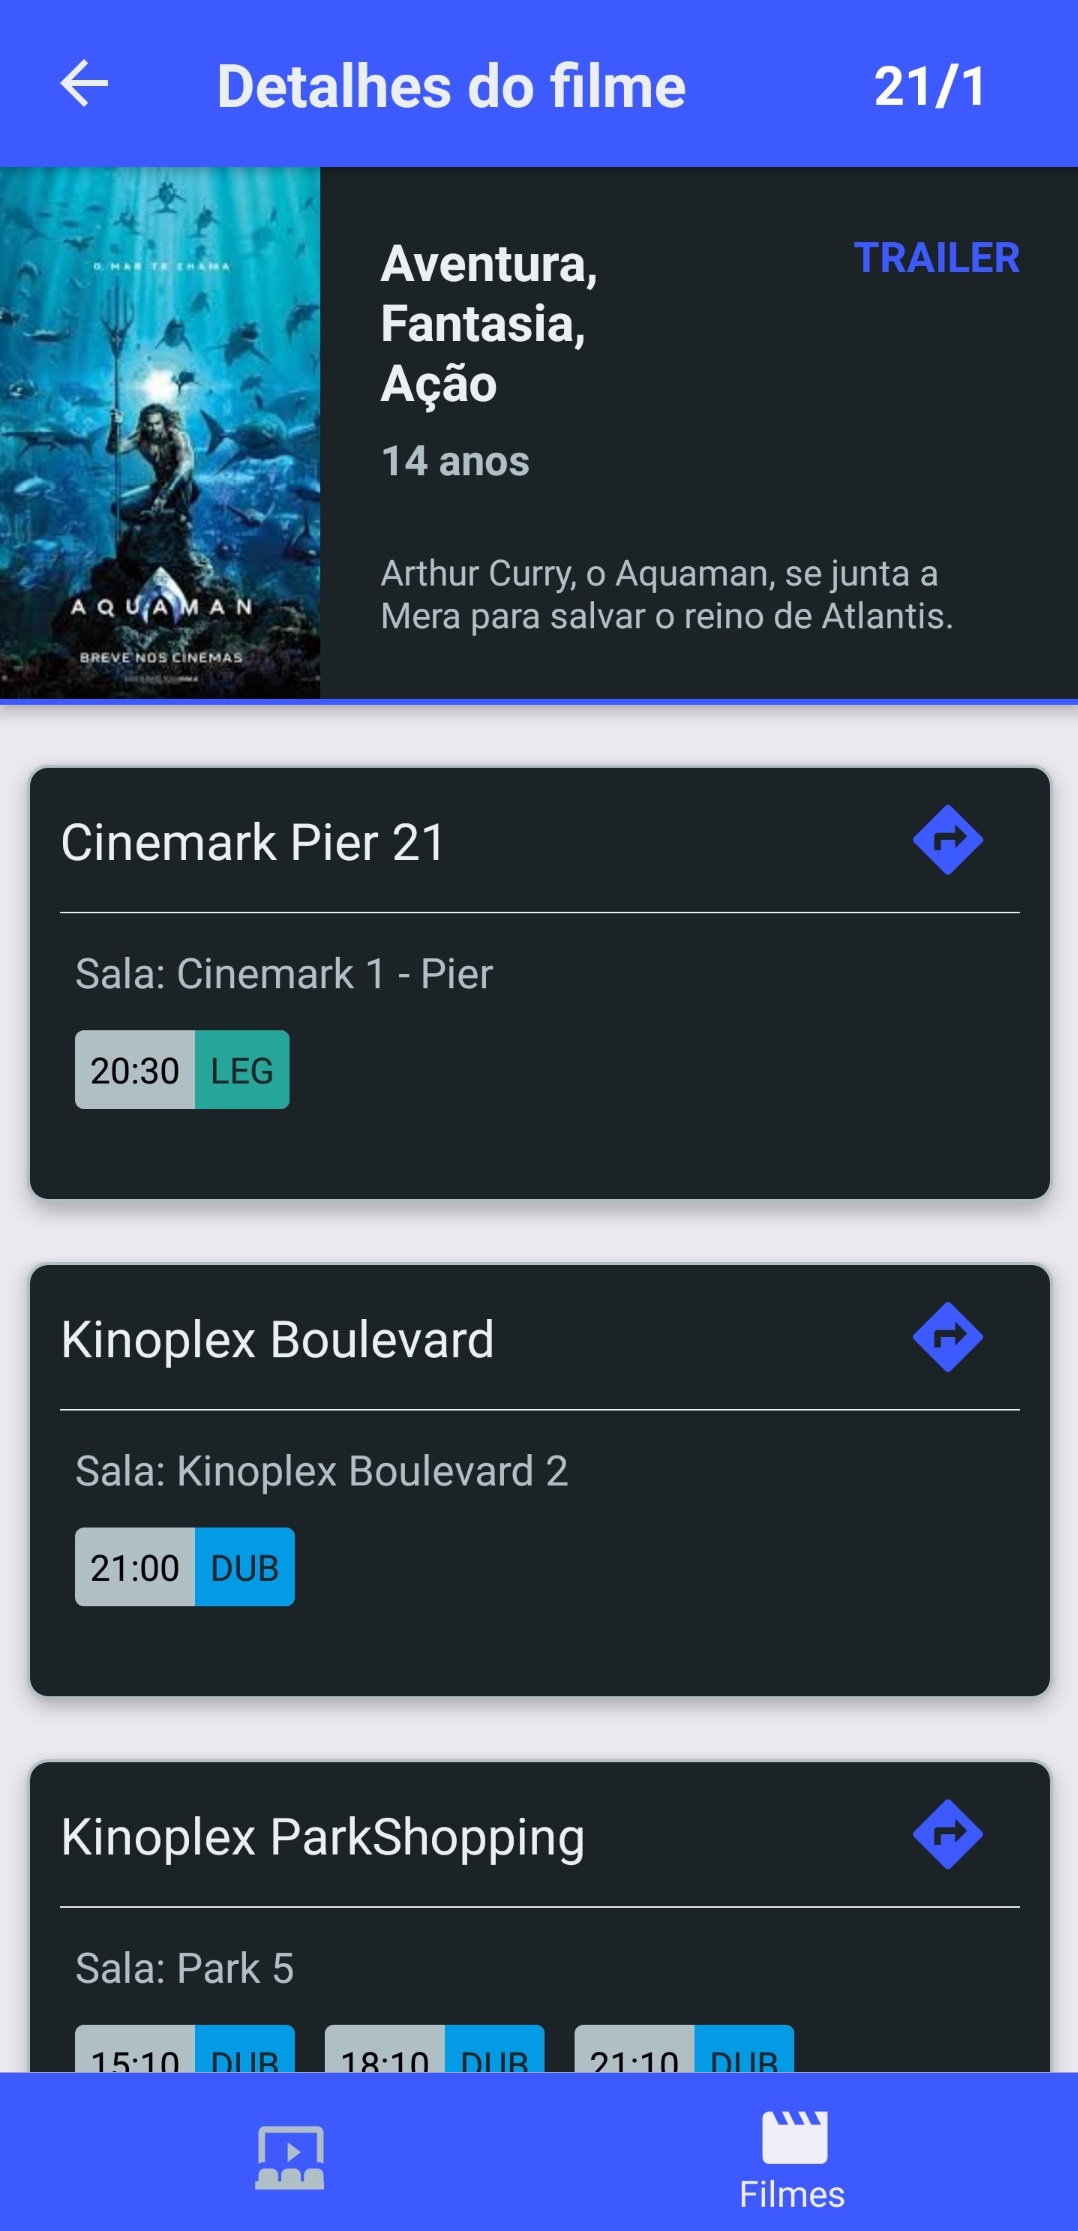 Detalhes do filme
21/1
O MAR TE CHAMA
AQUAMAN
BREVE NOS CINEMAS
Aventura,
Fantasia,
Ação
TRAILER
14 anos
Arthur Curry, o Aquaman, se junta a
Mera para salvar o reino de Atlantis.
Cinemark Pier 21
Sala: Cinemark 1 - Pier
20:30 LEG
Kinoplex Boulevard
Sala: Kinoplex Boulevard 2
21:00 DUB
Kinoplex ParkShopping
Sala: Park 5
15:10 DUB 18:10 DUB 21:10 DUB
Filmes